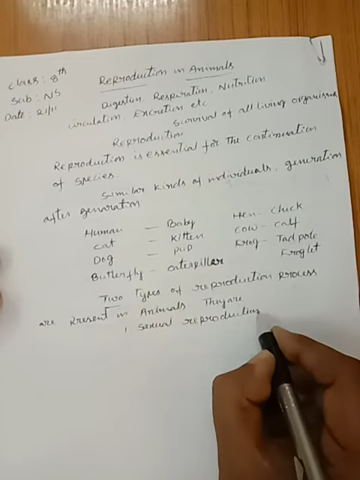 Class: 8th
Sub: NS
Date: 21/11
Reproduction in Animals
Digestion, Respiration, Nutrition
circulation, Excretion etc.
Survival of all living organisms
Reproduction
Reproduction is essential for the continuation
of species.
Similar kinds of individuals, generation
after generation
Human — Baby
Cat — Kitten
Dog — pup
Butterfly — caterpillar
Hen - chick
Cow - calf
Frog - Tadpole
Froglet
Two Types of reproduction process
are Present in Animals. They are
1 sexual reproduction